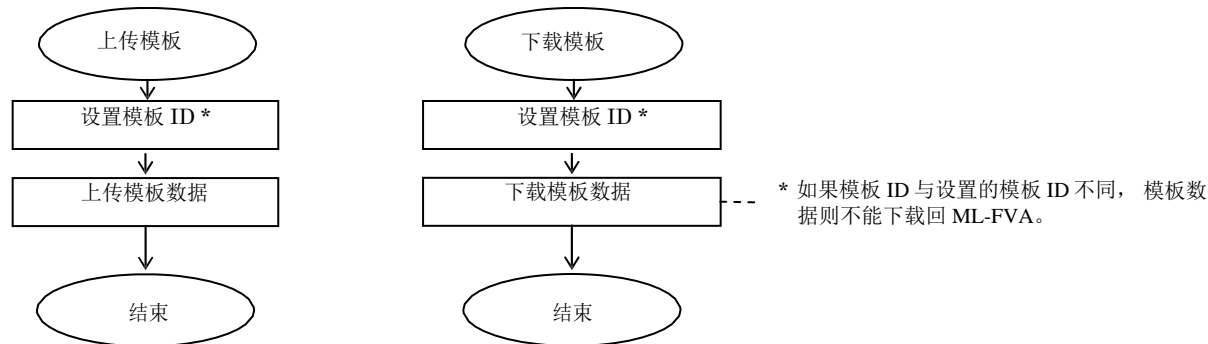 上传模板
设置模板 ID *
上传模板数据
结束
下载模板
设置模板 ID *
下载模板数据
结束
* 如果模板 ID 与设置的模板 ID 不同， 模板数
据则不能下载回 ML-FVA。